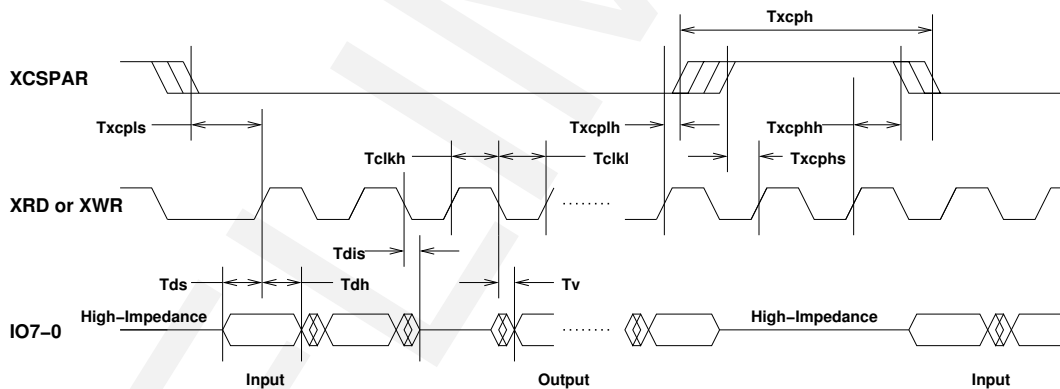 Txcph
XCSPAR
Txcpls
Txcplh
Txcphh
Tclkh
Tclkl
Txcphs
XRD or XWR
Tdis
Tds
Tdh
Tv
High−Impedance
High−Impedance
IO7−0
Input
Output
Input